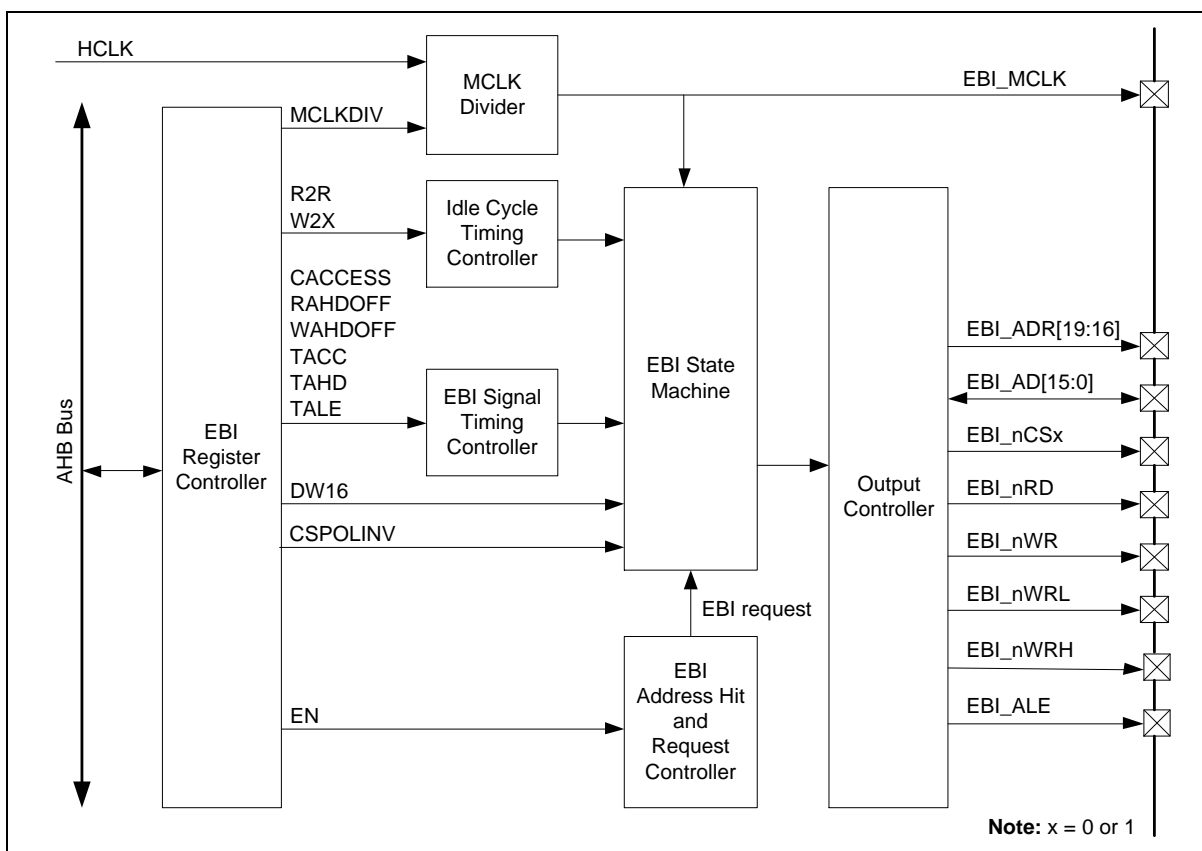 HCLK
MCLK
Divider
EBI_MCLK
MCLKDIV
R2R
W2X
Idle Cycle
Timing
Controller
CACCESS
RAHDOFF
WAHDOFF
TACC
TAHD
TALE
EBI Signal
Timing
Controller
EBI State
Machine
AHB Bus
EBI
Register
Controller
DW16
CSPOLINV
EBI request
EN
EBI
Address Hit
and
Request
Controller
Output
Controller
EBI_ADR[19:16]
EBI_AD[15:0]
EBI_nCSx
EBI_nRD
EBI_nWR
EBI_nWRL
EBI_nWRH
EBI_ALE
Note: x = 0 or 1